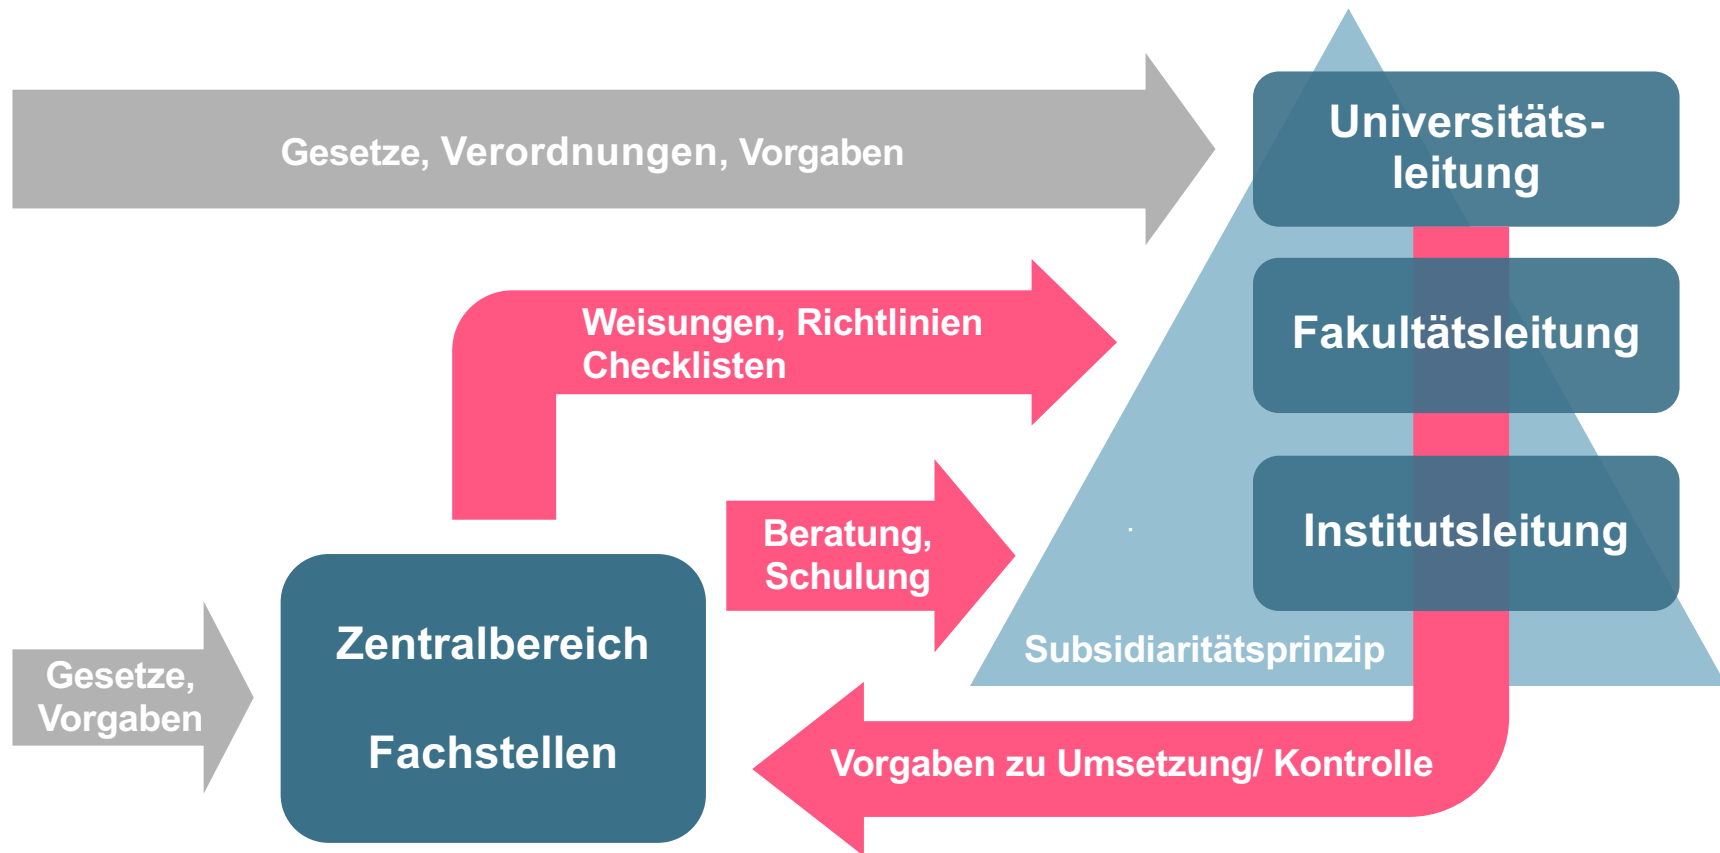 Gesetze, Verordnungen, Vorgaben
Universitäts-
leitung
Weisungen, Richtlinien
Checklisten
Fakultätsleitung
Beratung,
Schulung
Institutsleitung
Subsidiaritätsprinzip
Gesetze,
Vorgaben
Zentralbereich
Fachstellen
Vorgaben zu Umsetzung/ Kontrolle